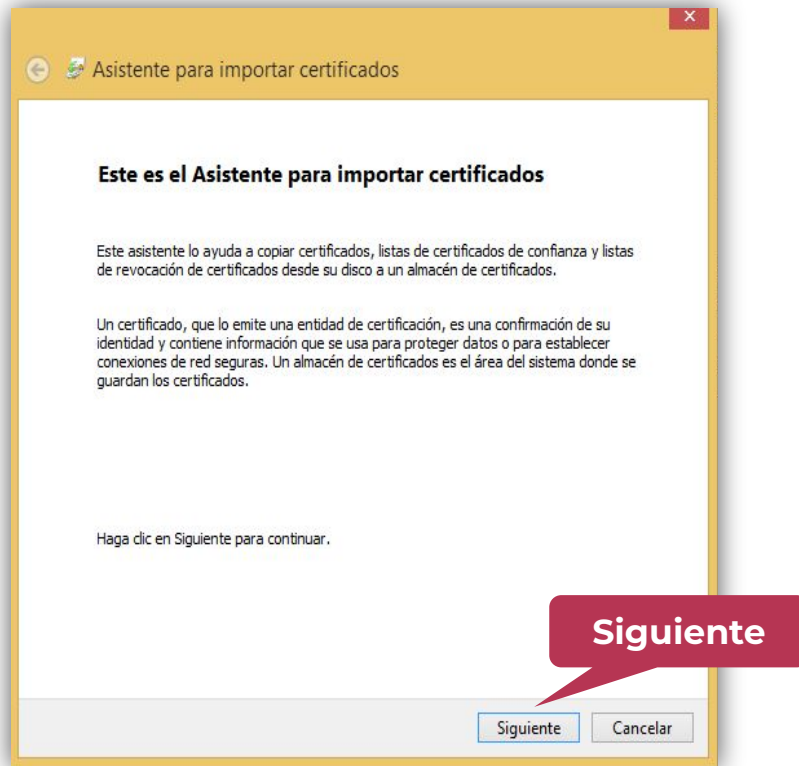 Asistente para importar certificados
Este es el Asistente para importar certificados
Este asistente lo ayuda a copiar certificados, listas de certificados de confianza y listas
de revocación de certificados desde su disco a un almacén de certificados.
Un certificado, que lo emite una entidad de certificación, es una confirmación de su
identidad y contiene información que se usa para proteger datos o para establecer
conexiones de red seguras. Un almacén de certificados es el área del sistema donde se
guardan los certificados.
Haga clic en Siguiente para continuar.
Siguiente
Siguiente Cancelar